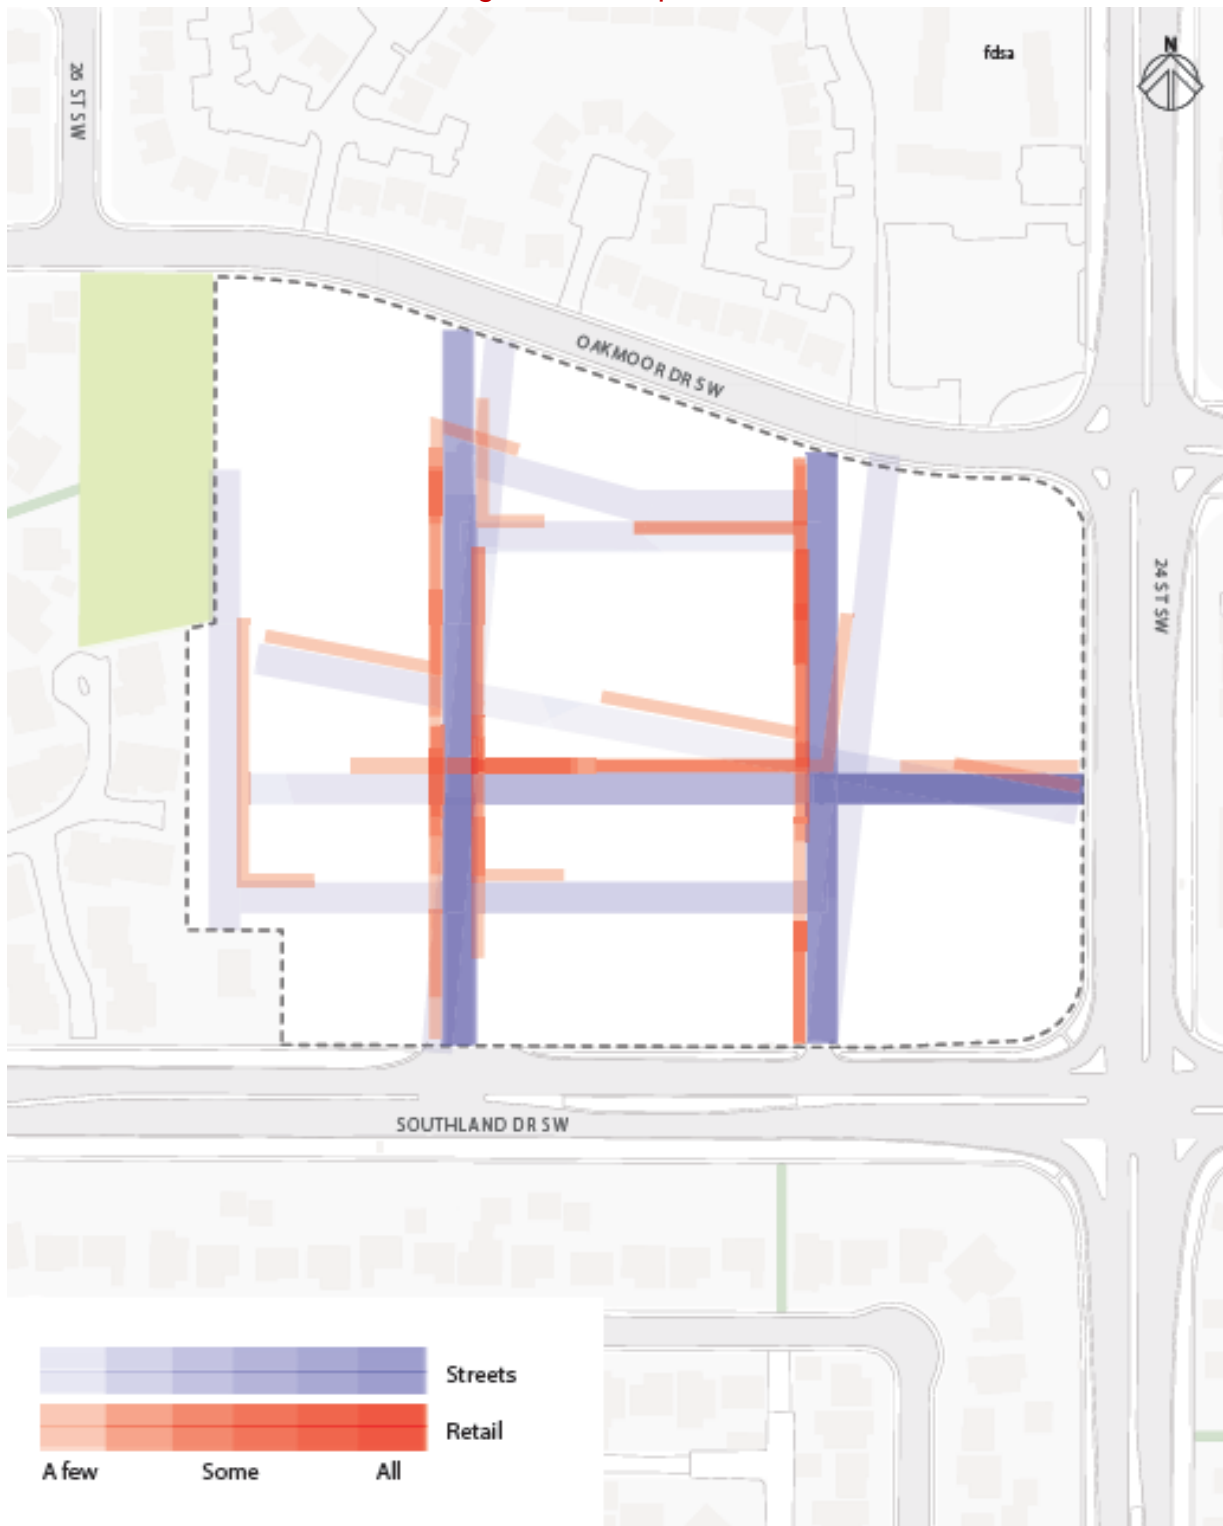 fdsa
N
26 ST SW
OAKMOOR DR SW
24 ST SW
SOUTHLAND DR SW
Streets
Retail
A few Some All